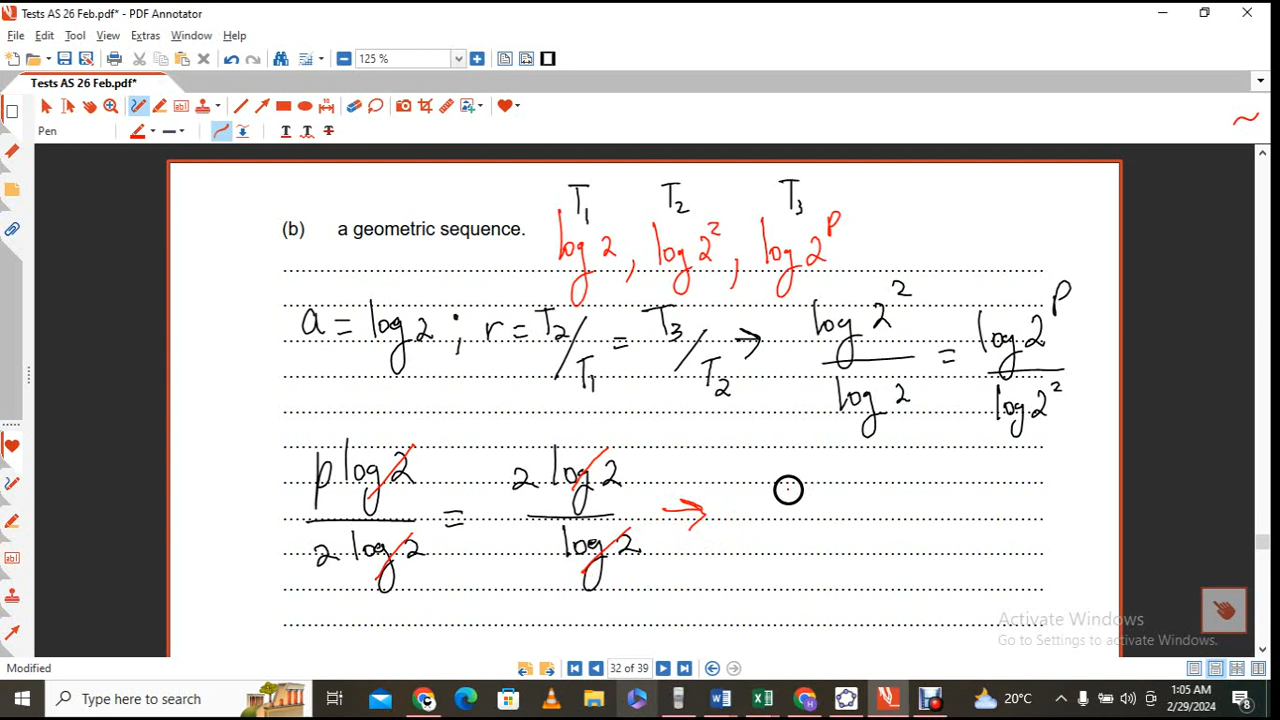 Tests AS 26 Feb.pdf* - PDF Annotator
File Edit Tool View Extras Window Help
125 %
Tests AS 26 Feb.pdf*
Pen
T1 T2 T3
(b) a geometric sequence. log 2 , log 2^2 , log 2^p
a = log 2 ; r = T2/T1 = T3/T2 → log 2^2 / log 2 = log 2^p / log 2^2
p log 2 / 2 log 2 = 2 log 2 / log 2 →
Activate Windows
Go to Settings to activate Windows.
Modified 32 of 39
Type here to search 20°C 1:05 AM
2/29/2024 8